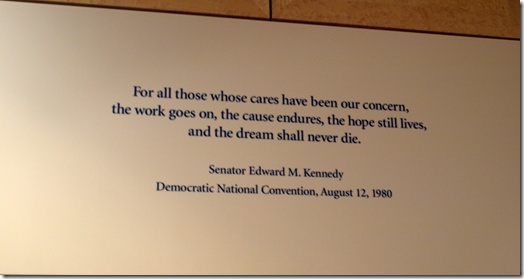 For all those whose cares have been our concern,
the work goes on, the cause endures, the hope still lives,
and the dream shall never die.
Senator Edward M. Kennedy
Democratic National Convention, August 12, 1980